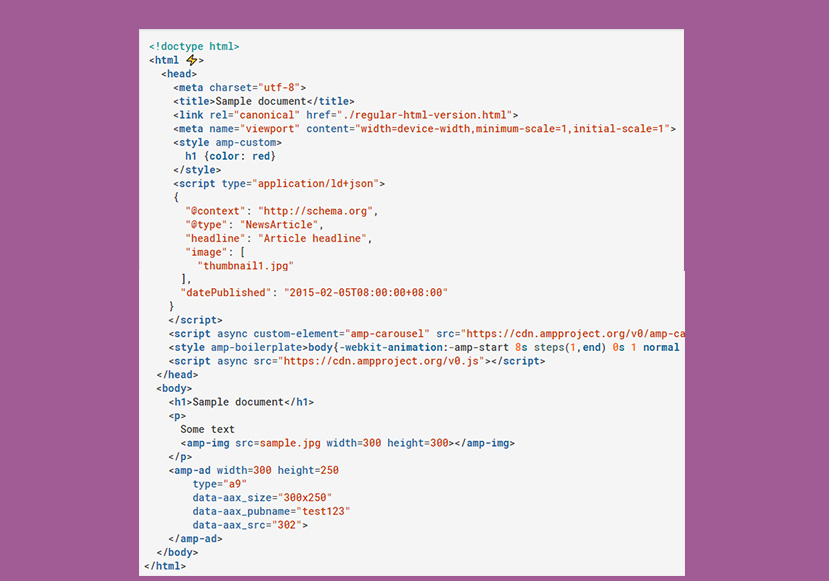 <!doctype html>
<html ⚡>
<head>
<meta charset="utf-8">
<title>Sample document</title>
<link rel="canonical" href="./regular-html-version.html">
<meta name="viewport" content="width=device-width,minimum-scale=1,initial-scale=1">
<style amp-custom>
h1 {color: red}
</style>
<script type="application/ld+json">
{
"@context": "http://schema.org",
"@type": "NewsArticle",
"headline": "Article headline",
"image": [
"thumbnail1.jpg"
],
"datePublished": "2015-02-05T08:00:00+08:00"
}
</script>
<script async custom-element="amp-carousel" src="https://cdn.ampproject.org/v0/amp-ca
<style amp-boilerplate>body{-webkit-animation:-amp-start 8s steps(1,end) 0s 1 normal
<script async src="https://cdn.ampproject.org/v0.js"></script>
</head>
<body>
<h1>Sample document</h1>
<p>
Some text
<amp-img src=sample.jpg width=300 height=300></amp-img>
</p>
<amp-ad width=300 height=250
type="a9"
data-aax_size="300x250"
data-aax_pubname="test123"
data-aax_src="302">
</amp-ad>
</body>
</html>